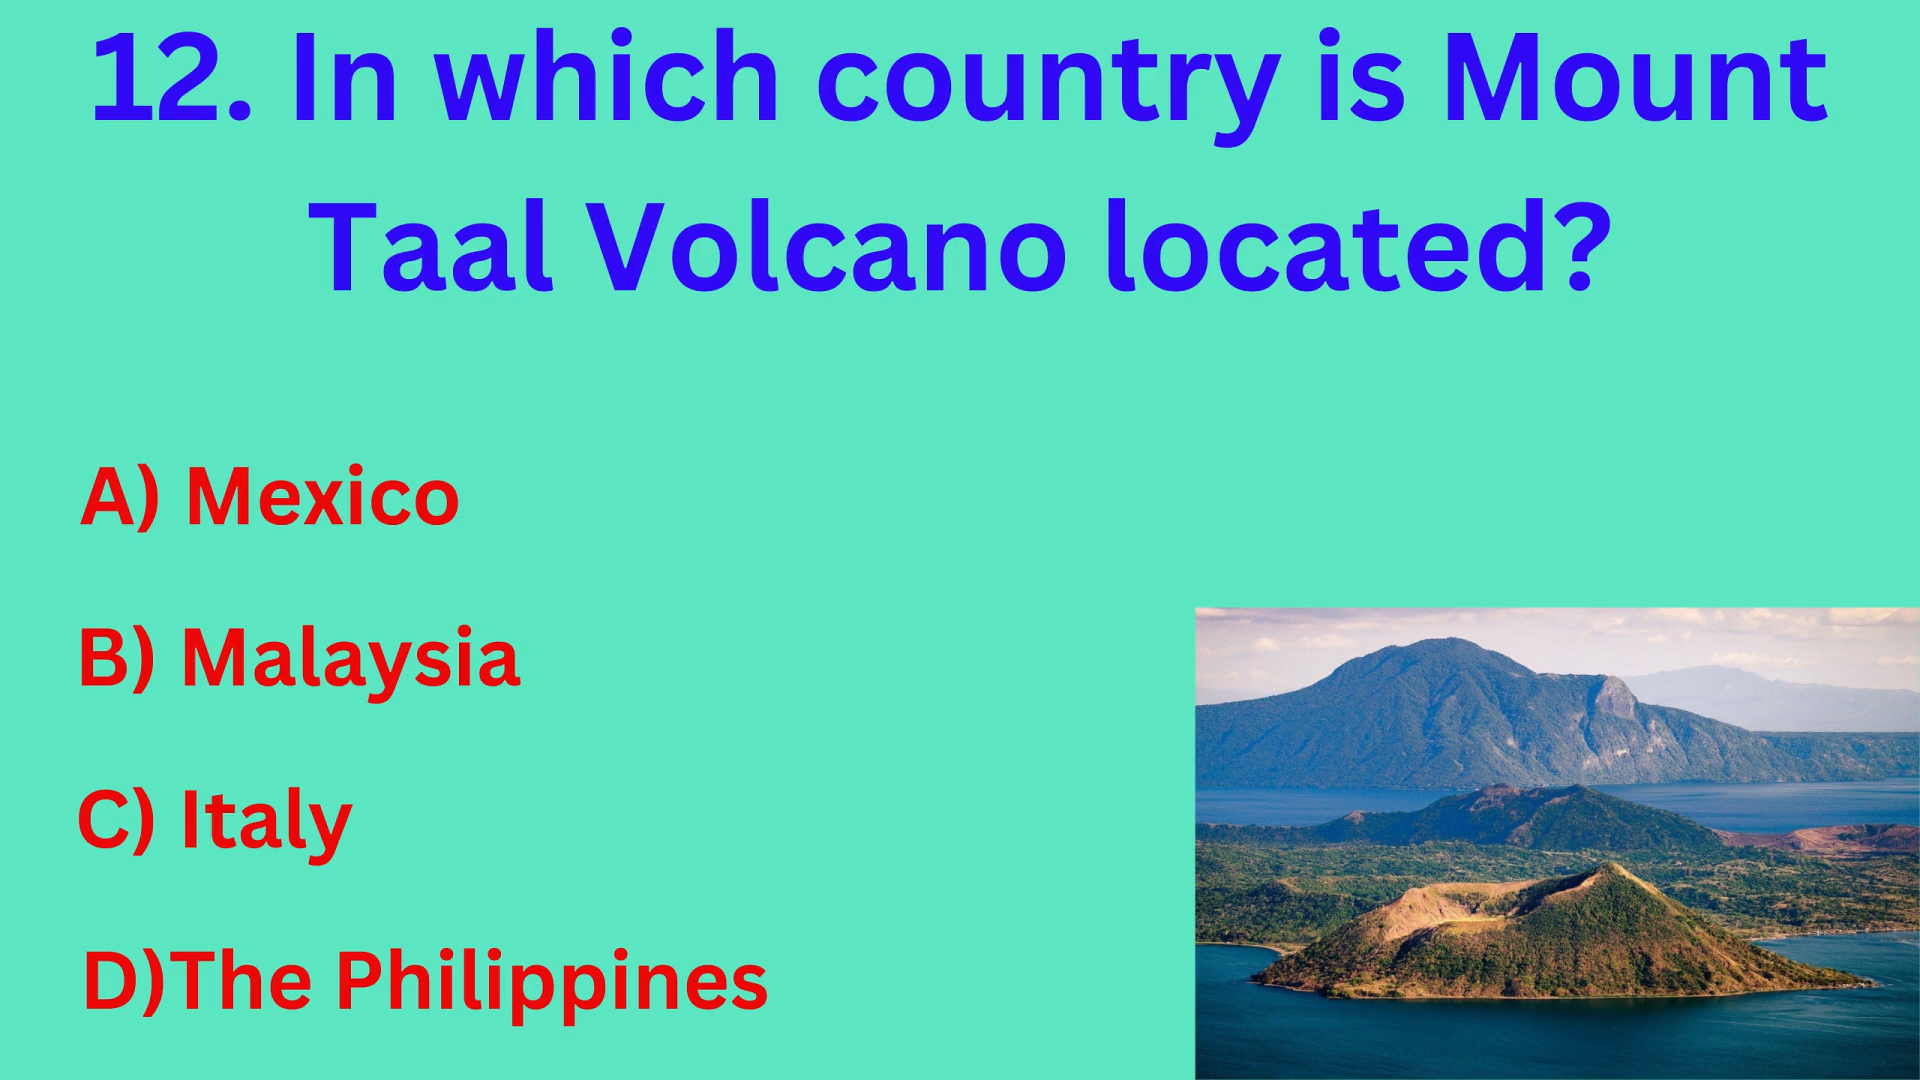 12. In which country is Mount
Taal Volcano located?
A) Mexico
B) Malaysia
C) Italy
D)The Philippines